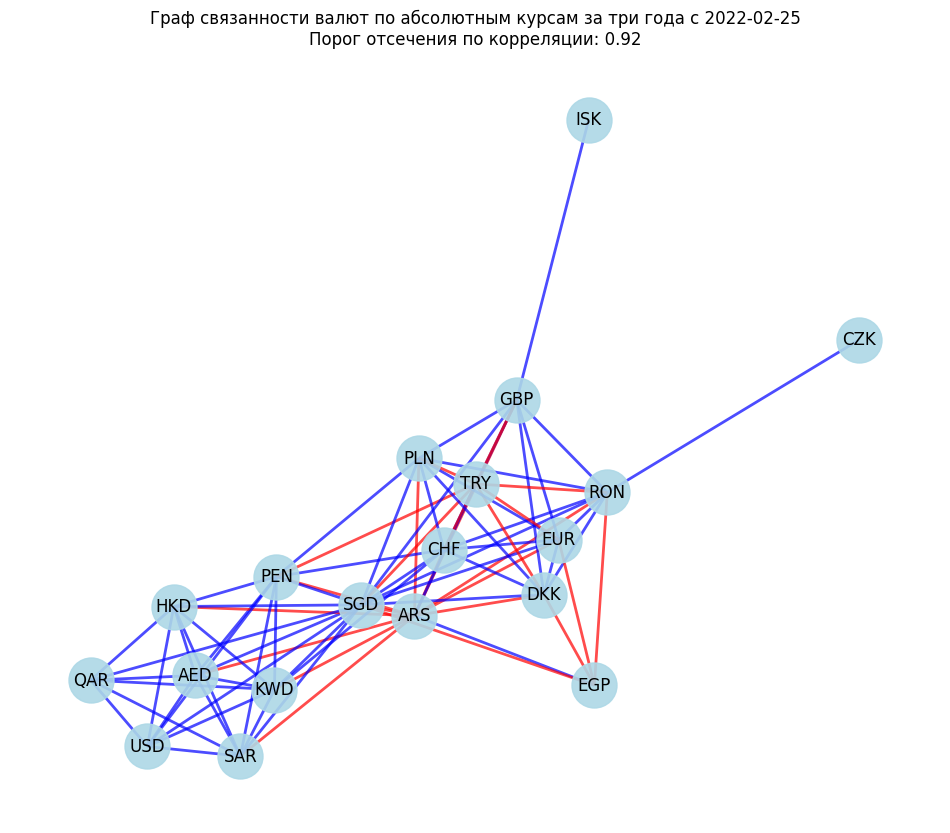 Граф связанности валют по абсолютным курсам за три года с 2022-02-25
Порог отсечения по корреляции: 0.92
ISK
CZK
GBP
PLN
TRY
RON
EUR
CHF
PEN
DKK
HKD
SGD
ARS
QAR
AED
KWD
EGP
USD
SAR